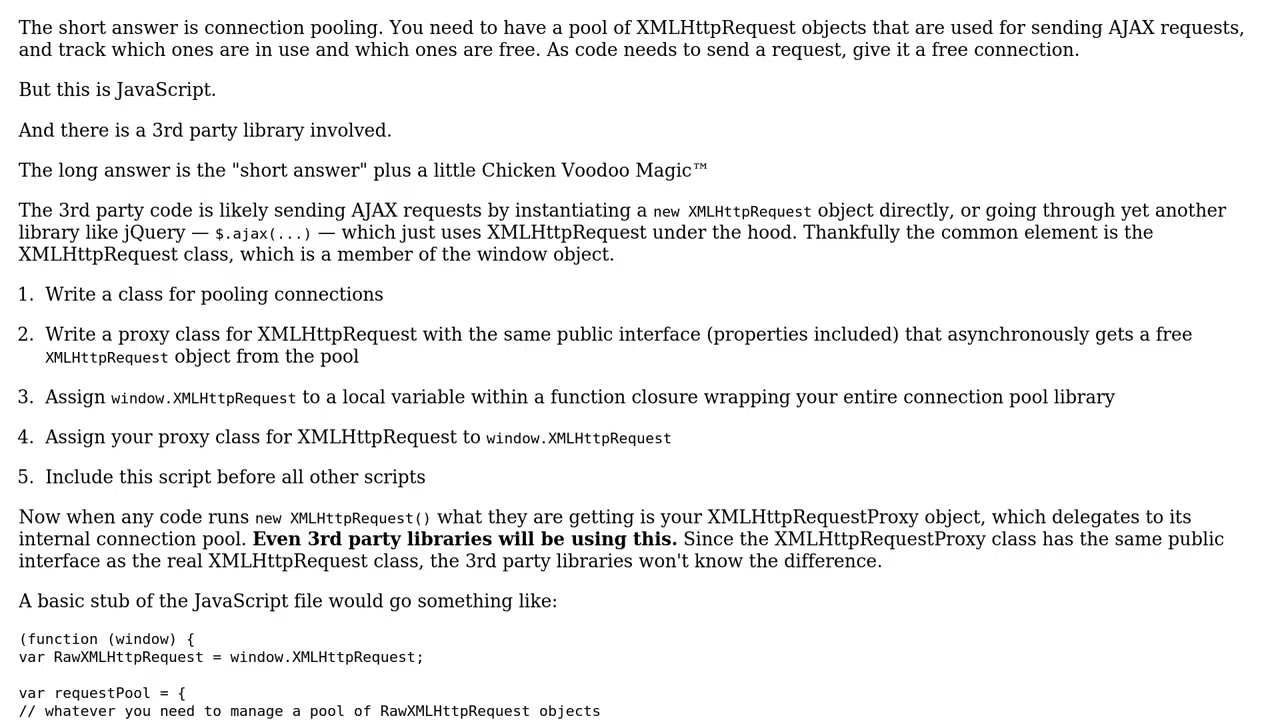 The short answer is connection pooling. You need to have a pool of XMLHttpRequest objects that are used for sending AJAX requests,
and track which ones are in use and which ones are free. As code needs to send a request, give it a free connection.
But this is JavaScript.
And there is a 3rd party library involved.
The long answer is the "short answer" plus a little Chicken Voodoo Magic™
The 3rd party code is likely sending AJAX requests by instantiating a new XMLHttpRequest object directly, or going through yet another
library like jQuery — $.ajax(...) — which just uses XMLHttpRequest under the hood. Thankfully the common element is the
XMLHttpRequest class, which is a member of the window object.
1. Write a class for pooling connections
2. Write a proxy class for XMLHttpRequest with the same public interface (properties included) that asynchronously gets a free
XMLHttpRequest object from the pool
3. Assign window.XMLHttpRequest to a local variable within a function closure wrapping your entire connection pool library
4. Assign your proxy class for XMLHttpRequest to window.XMLHttpRequest
5. Include this script before all other scripts
Now when any code runs new XMLHttpRequest() what they are getting is your XMLHttpRequestProxy object, which delegates to its
internal connection pool. Even 3rd party libraries will be using this. Since the XMLHttpRequestProxy class has the same public
interface as the real XMLHttpRequest class, the 3rd party libraries won't know the difference.
A basic stub of the JavaScript file would go something like:
(function (window) {
var RawXMLHttpRequest = window.XMLHttpRequest;
var requestPool = {
// whatever you need to manage a pool of RawXMLHttpRequest objects